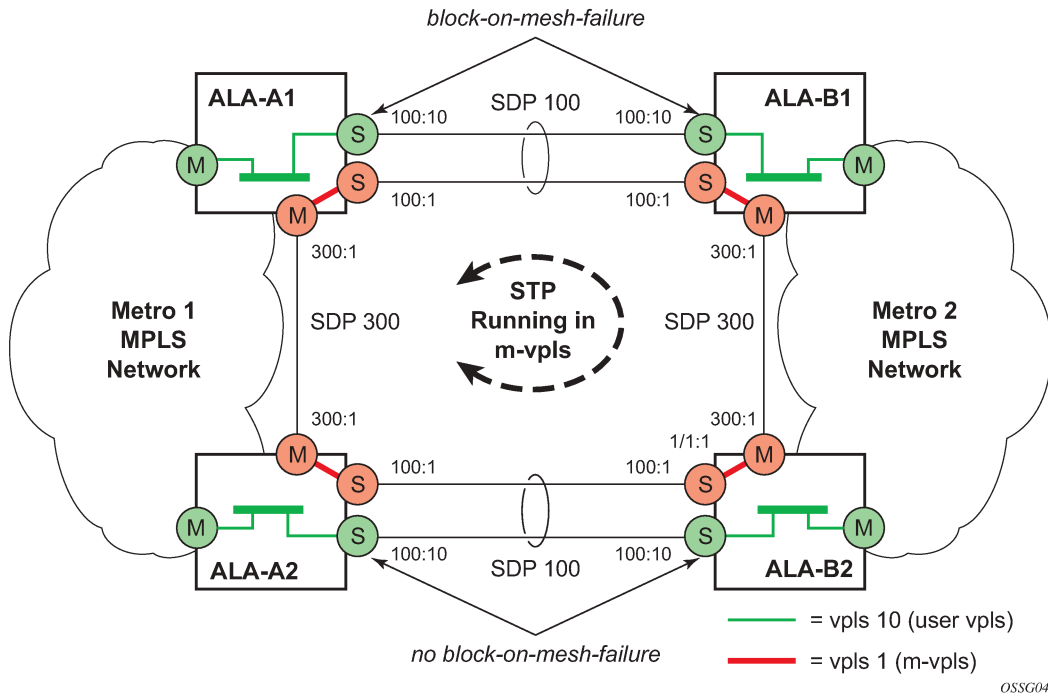 block-on-mesh-failure
ALA-A1
ALA-B1
SDP 100
100:10
100:10
S
S
M
M
S
S
100:1
100:1
M
M
300:1
300:1
Metro 1
MPLS
Network
SDP 300
STP
Running in
m-vpls
SDP 300
Metro 2
MPLS
Network
300:1
300:1
1/1:1
M
M
100:1
100:1
S
S
M
S
S
M
100:10
100:10
SDP 100
ALA-A2
ALA-B2
= vpls 10 (user vpls)
no block-on-mesh-failure
= vpls 1 (m-vpls)
OSSG04